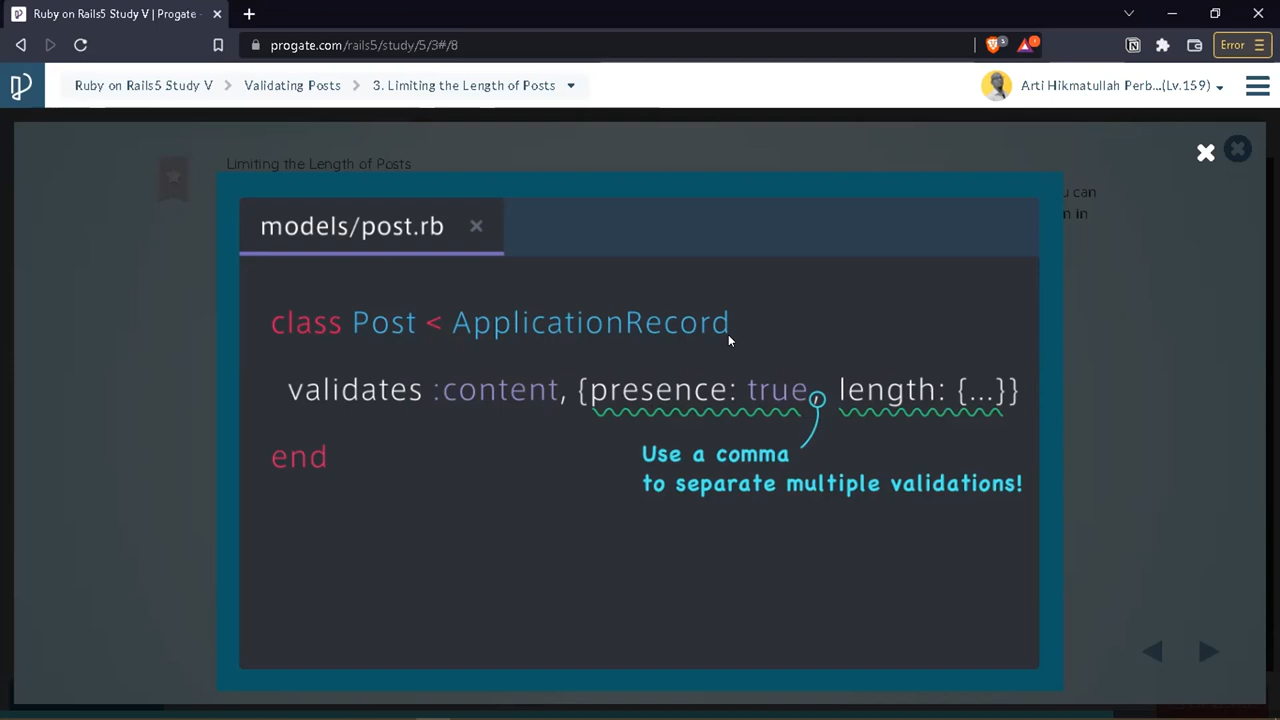 Ruby on Rails5 Study V | Progate -
progate.com/rails5/study/5/3#/8
Error
Ruby on Rails5 Study V > Validating Posts > 3. Limiting the Length of Posts
Arti Hikmatullah Perb...(Lv.159)
Limiting the Length of Posts
u can
n in
models/post.rb
class Post < ApplicationRecord
validates :content, {presence: true, length: {...}}
end
Use a comma
to separate multiple validations!